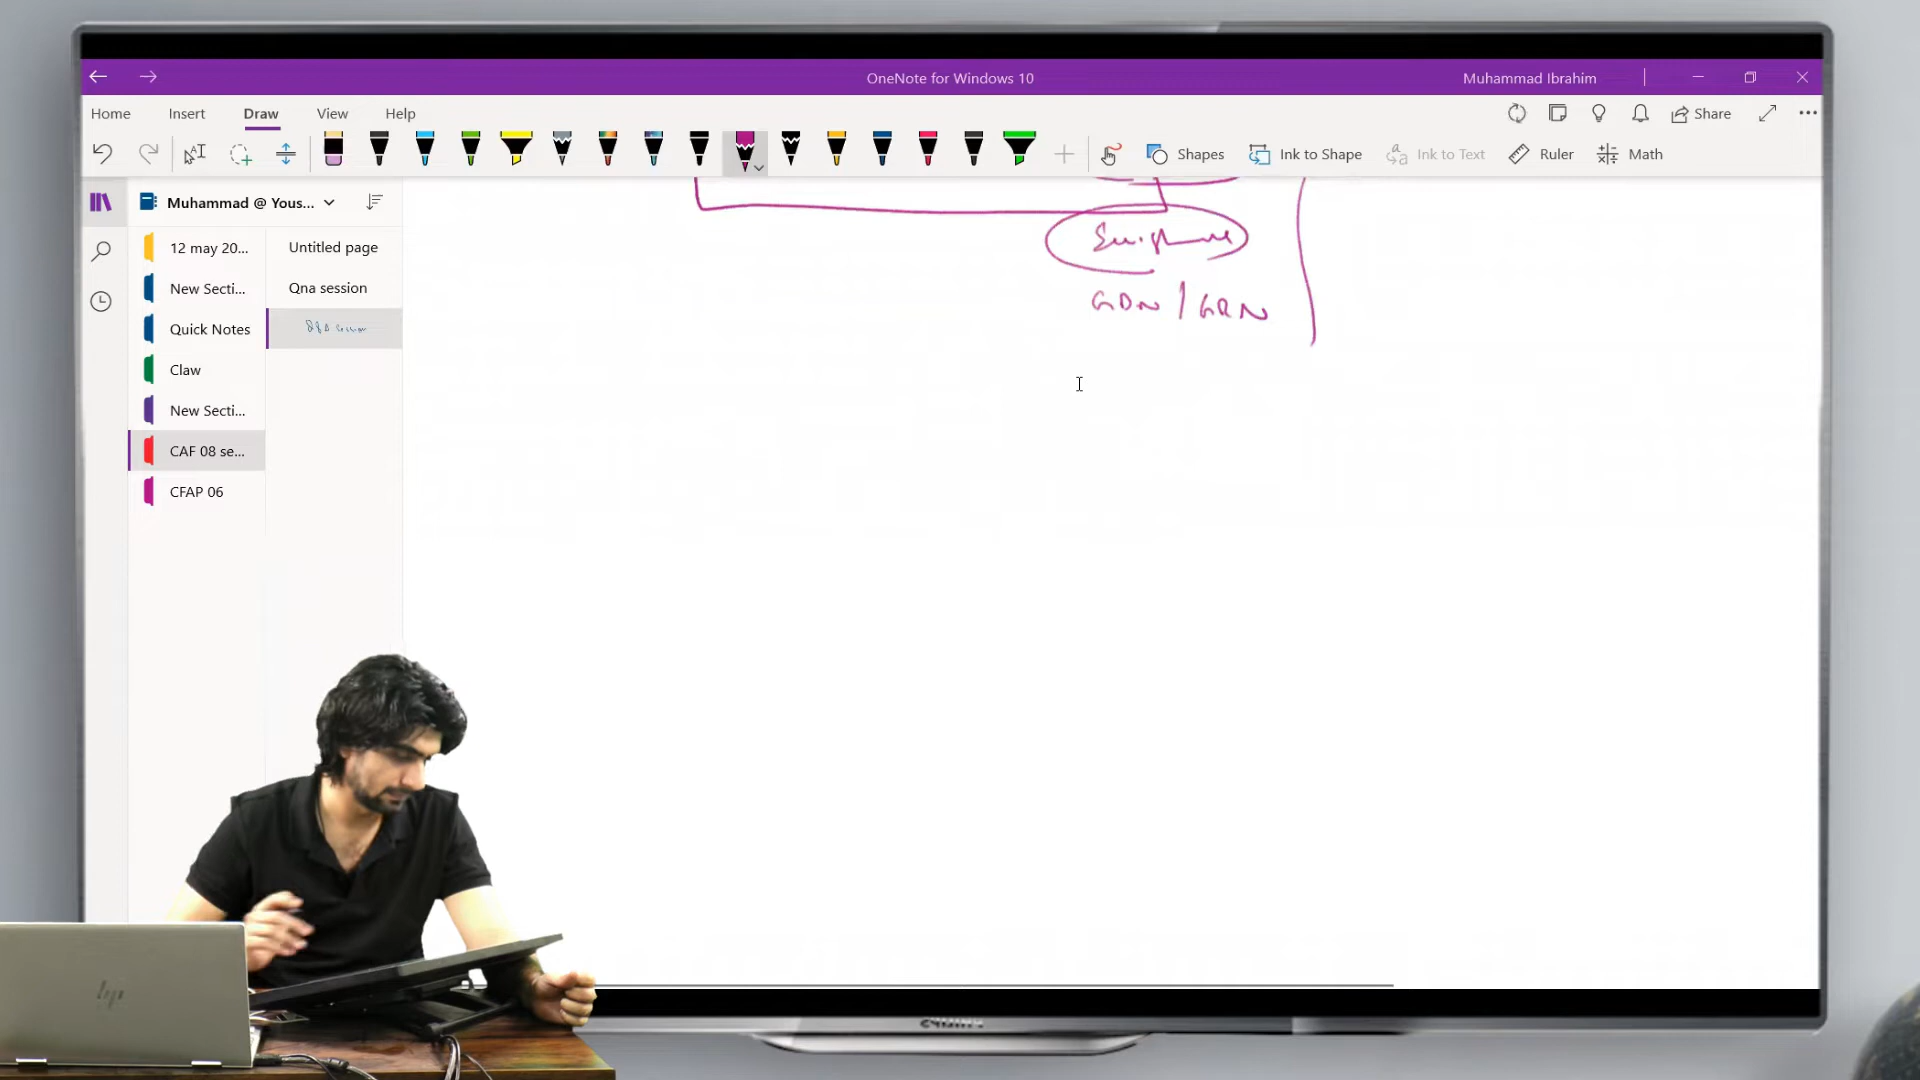 OneNote for Windows 10
Muhammad Ibrahim
Home Insert Draw View Help
Share
Shapes
Ink to Shape
Ink to Text
Ruler
Math
Muhammad @ Yous...
12 may 20...
New Secti...
Quick Notes
Claw
New Secti...
CAF 08 se...
CFAP 06
Untitled page
Qna session
GDN / GRN
hp